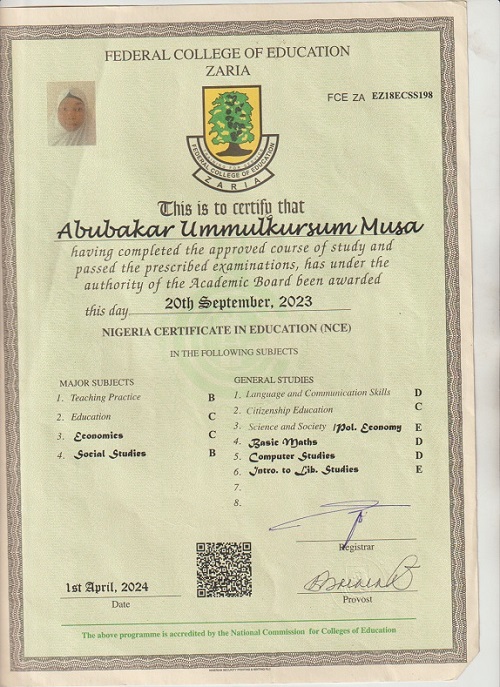 FEDERAL COLLEGE OF EDUCATION
ZARIA
FCE ZA EZ18ECSS198
FEDERAL COLLEGE OF EDUCATION
ZARIA
This is to certify that
Abubakar Ummulkursum Musa
having completed the approved course of study and
passed the prescribed examinations, has under the
authority of the Academic Board been awarded
this day 20th September, 2023
NIGERIA CERTIFICATE IN EDUCATION (NCE)
IN THE FOLLOWING SUBJECTS
MAJOR SUBJECTS
1. Teaching Practice B
2. Education C
3. Economics C
4. Social Studies B
GENERAL STUDIES
1. Language and Communication Skills D
2. Citizenship Education C
3. Science and Society /Pol. Economy E
4. Basic Maths D
5. Computer Studies D
6. Intro. to Lib. Studies E
7.
8.
Registrar
1st April, 2024
Date
Provost
The above programme is accredited by the National Commission for Colleges of Education